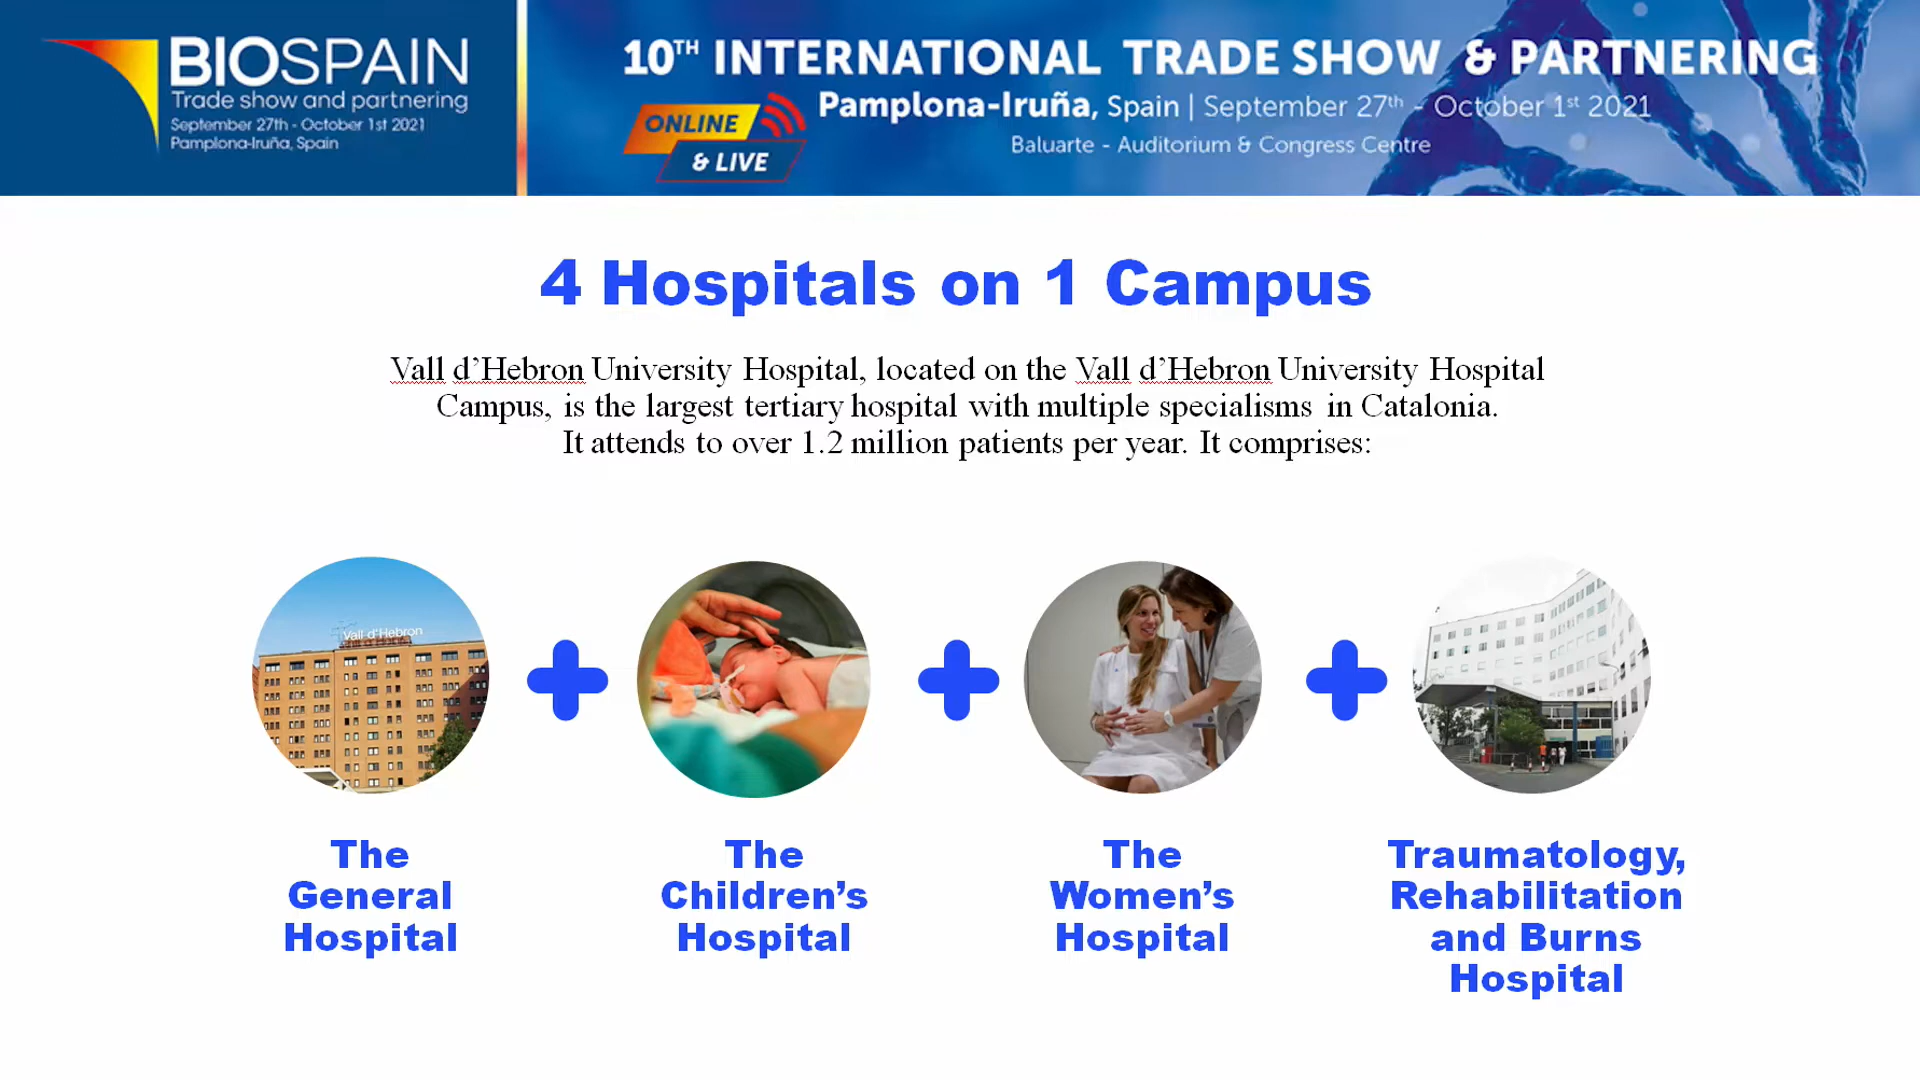 BIOSPAIN
Trade show and partnering
September 27th - October 1st 2021
Pamplona-Iruña, Spain
10TH INTERNATIONAL TRADE SHOW & PARTNERING
ONLINE
& LIVE
Pamplona-Iruña, Spain | September 27th - October 1st 2021
Baluarte - Auditorium & Congress Centre
4 Hospitals on 1 Campus
Vall d’Hebron University Hospital, located on the Vall d’Hebron University Hospital
Campus, is the largest tertiary hospital with multiple specialisms in Catalonia.
It attends to over 1.2 million patients per year. It comprises:
Vall d'Hebron
The
General
Hospital
The
Children’s
Hospital
The
Women’s
Hospital
Traumatology,
Rehabilitation
and Burns
Hospital